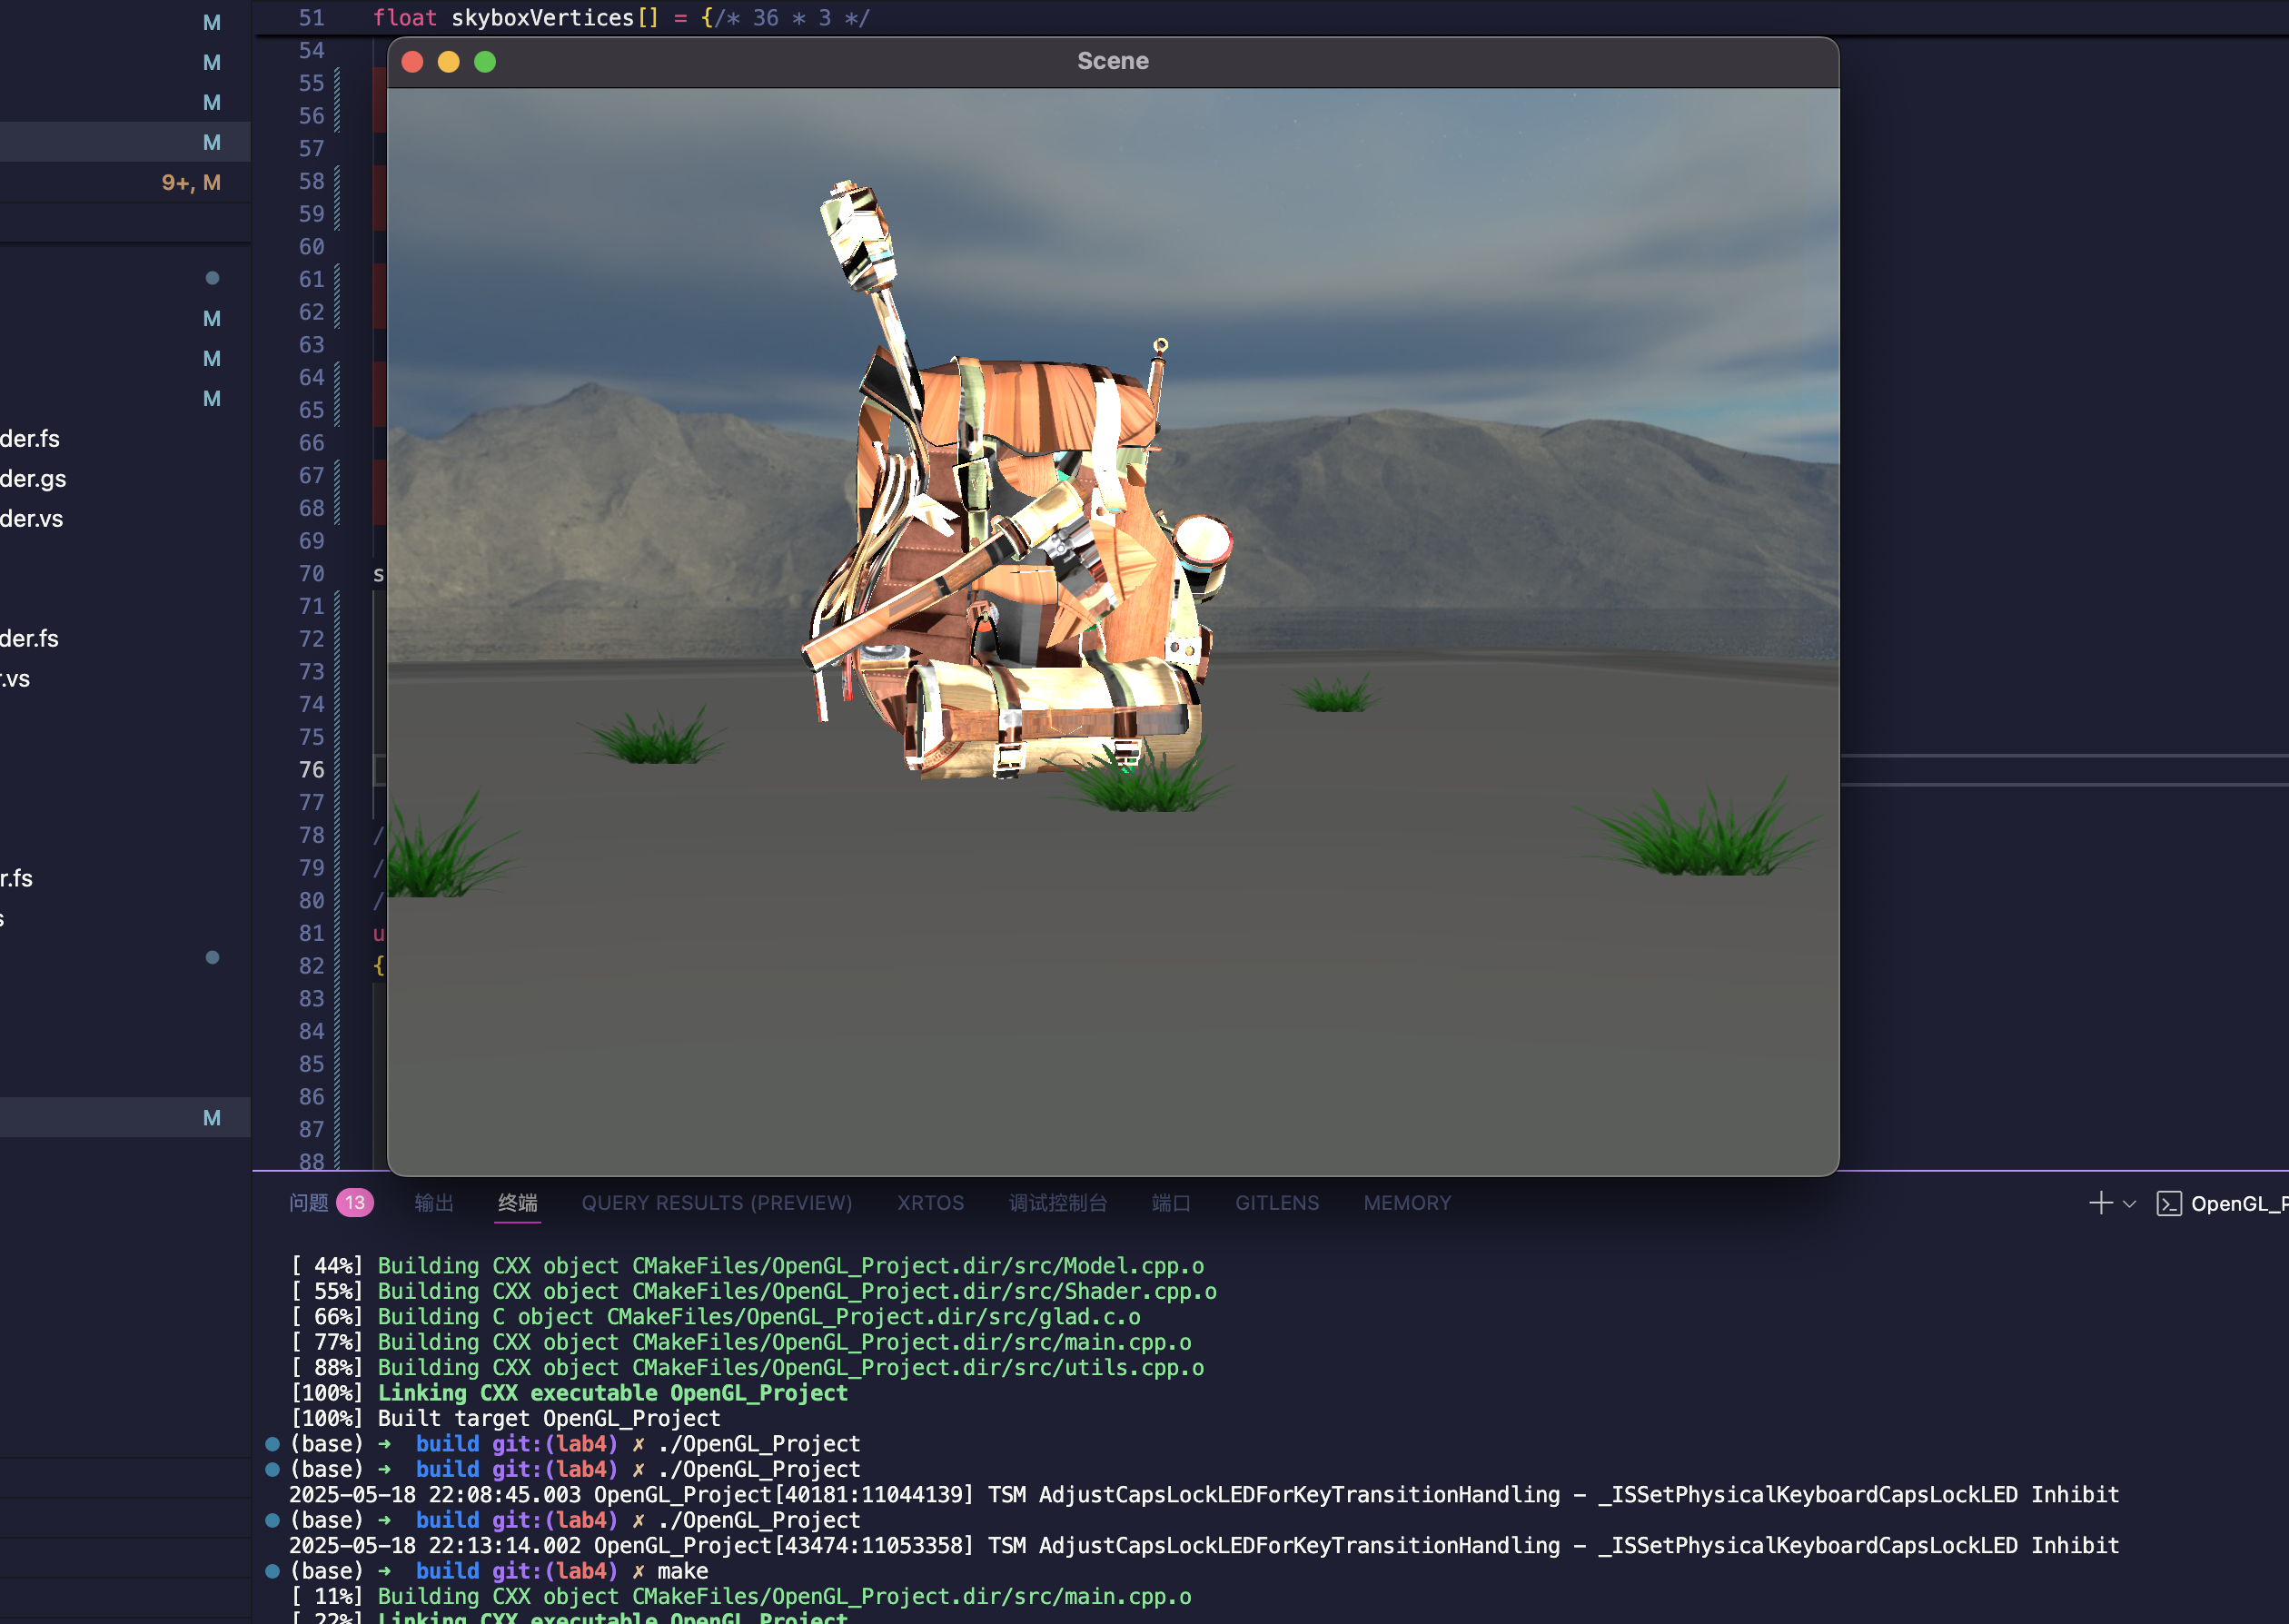 M
M
M
M
9+, M
M
M
M
der.fs
der.gs
der.vs
der.fs
.vs
r.fs
s
M
51 float skyboxVertices[] = {/* 36 * 3 */
54
55
56
57
58
59
60
61
62
63
64
65
66
67
68
69
70 s
71
72
73
74
75
76
77
78 /
79 /
80 /
81 u
82 {
83
84
85
86
87
88
Scene
问题 13 输出 终端 QUERY RESULTS (PREVIEW) XRTOS 调试控制台 端口 GITLENS MEMORY OpenGL_P
[ 44%] Building CXX object CMakeFiles/OpenGL_Project.dir/src/Model.cpp.o
[ 55%] Building CXX object CMakeFiles/OpenGL_Project.dir/src/Shader.cpp.o
[ 66%] Building C object CMakeFiles/OpenGL_Project.dir/src/glad.c.o
[ 77%] Building CXX object CMakeFiles/OpenGL_Project.dir/src/main.cpp.o
[ 88%] Building CXX object CMakeFiles/OpenGL_Project.dir/src/utils.cpp.o
[100%] Linking CXX executable OpenGL_Project
[100%] Built target OpenGL_Project
(base) ➜ build git:(lab4) ✗ ./OpenGL_Project
(base) ➜ build git:(lab4) ✗ ./OpenGL_Project
2025-05-18 22:08:45.003 OpenGL_Project[40181:11044139] TSM AdjustCapsLockLEDForKeyTransitionHandling - _ISSetPhysicalKeyboardCapsLockLED Inhibit
(base) ➜ build git:(lab4) ✗ ./OpenGL_Project
2025-05-18 22:13:14.002 OpenGL_Project[43474:11053358] TSM AdjustCapsLockLEDForKeyTransitionHandling - _ISSetPhysicalKeyboardCapsLockLED Inhibit
(base) ➜ build git:(lab4) ✗ make
[ 11%] Building CXX object CMakeFiles/OpenGL_Project.dir/src/main.cpp.o
[ 22%] Linking CXX executable OpenGL_Project